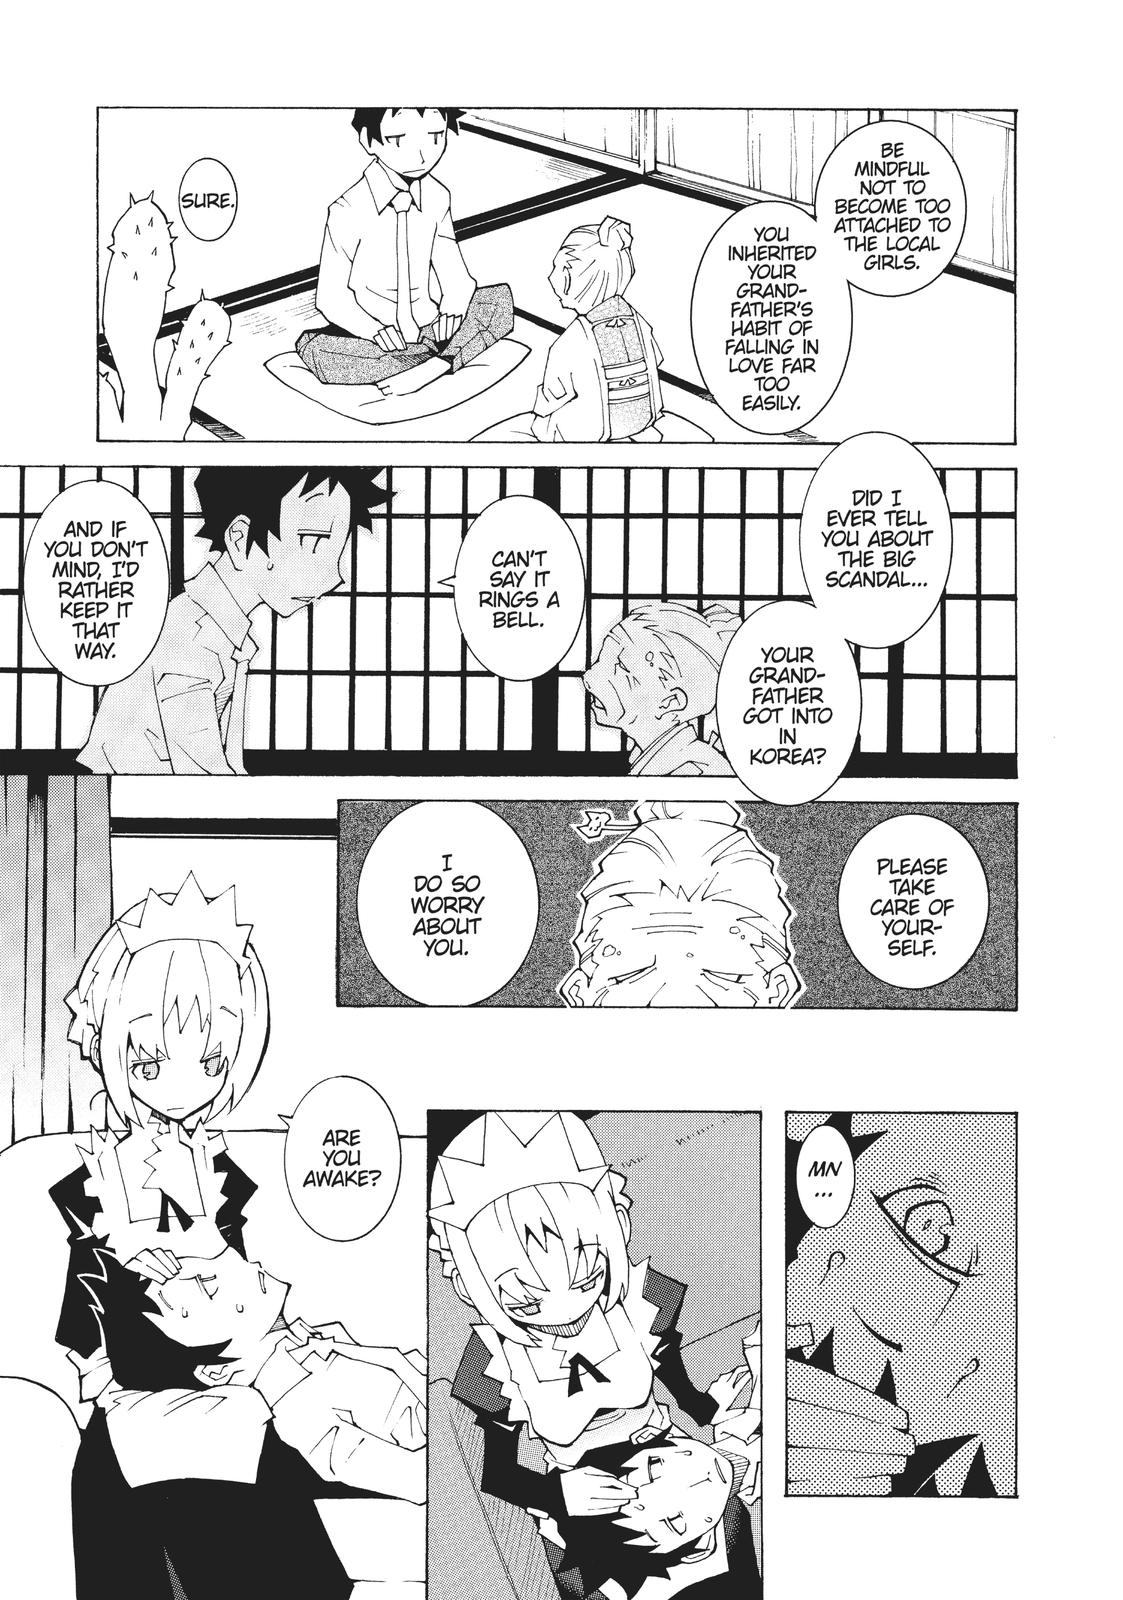 BE
MINDFUL
NOT TO
BECOME TOO
ATTACHED TO
THE LOCAL
GIRLS.
YOU
INHERITED
YOUR
GRAND-
FATHER'S
HABIT OF
FALLING IN
LOVE FAR
TOO
EASILY.
SURE.
DID I
EVER TELL
YOU ABOUT
THE BIG
SCANDAL...
YOUR
GRAND-
FATHER
GOT INTO
IN
KOREA?
CAN'T
SAY IT
RINGS A
BELL.
AND IF
YOU DON'T
MIND, I'D
RATHER
KEEP IT
THAT
WAY.
PLEASE
TAKE
CARE OF
YOUR-
SELF.
I
DO SO
WORRY
ABOUT
YOU.
MN
...
ARE
YOU
AWAKE?